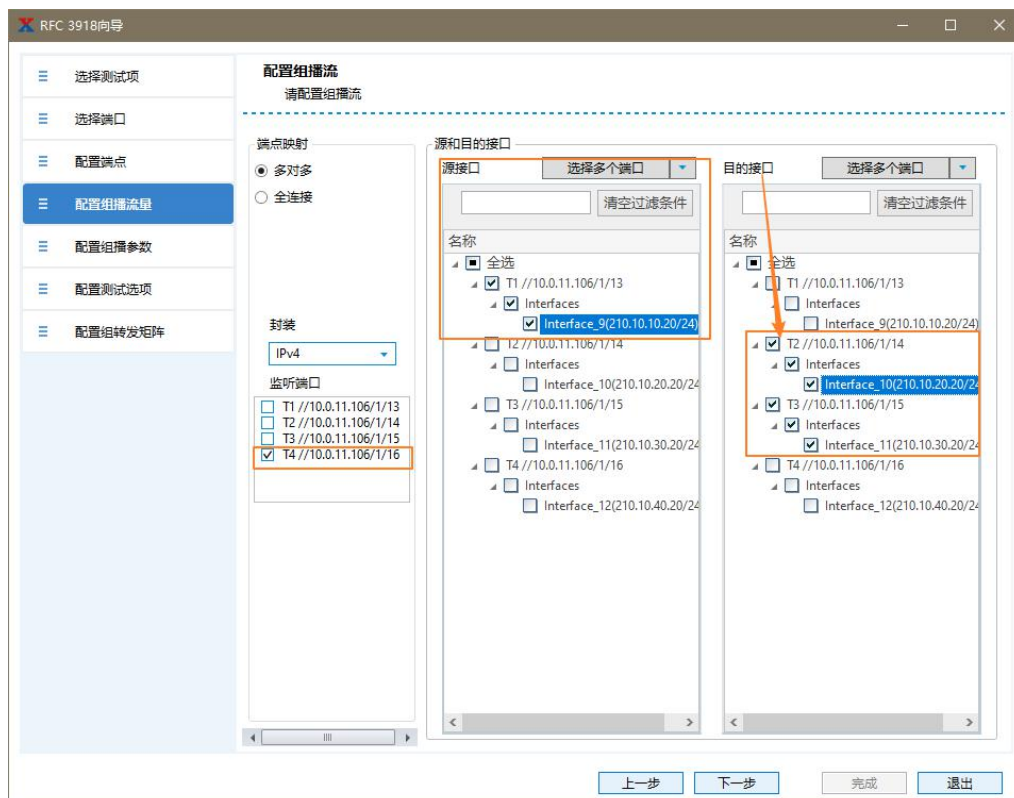 RFC 3918向导
选择测试项
选择端口
配置端点
配置组播流量
配置组播参数
配置测试选项
配置组转发矩阵
配置组播流
请配置组播流
端点映射
多对多
全连接
封装
IPv4
监听端口
T1 //10.0.11.106/1/13
T2 //10.0.11.106/1/14
T3 //10.0.11.106/1/15
T4 //10.0.11.106/1/16
源和目的接口
源接口
选择多个端口
清空过滤条件
名称
全选
T1 //10.0.11.106/1/13
Interfaces
Interface_9(210.10.10.20/24)
T2 //10.0.11.106/1/14
Interfaces
Interface_10(210.10.20.20/24
T3 //10.0.11.106/1/15
Interfaces
Interface_11(210.10.30.20/24
T4 //10.0.11.106/1/16
Interfaces
Interface_12(210.10.40.20/24
目的接口
选择多个端口
清空过滤条件
名称
全选
T1 //10.0.11.106/1/13
Interfaces
Interface_9(210.10.10.20/24)
T2 //10.0.11.106/1/14
Interfaces
Interface_10(210.10.20.20/24
T3 //10.0.11.106/1/15
Interfaces
Interface_11(210.10.30.20/24
T4 //10.0.11.106/1/16
Interfaces
Interface_12(210.10.40.20/24
上一步
下一步
完成
退出